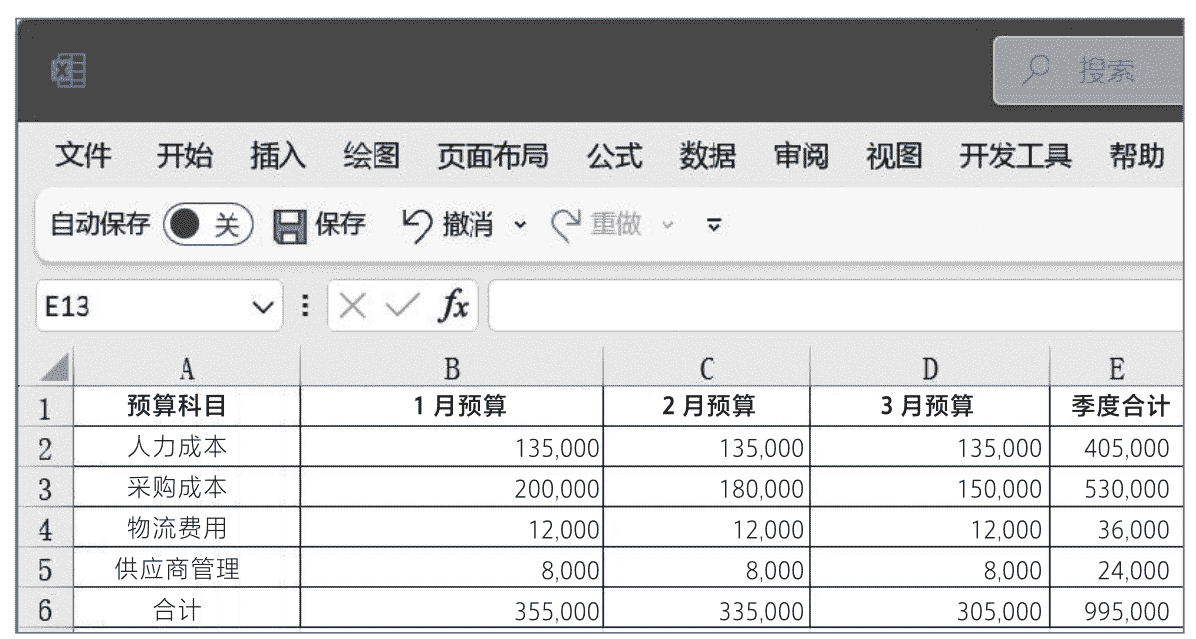 搜索
文件 开始 插入 绘图 页面布局 公式 数据 审阅 视图 开发工具 帮助
自动保存 关 保存 撤消 重做
E13 fx
A B C D E
1 预算科目 1月预算 2月预算 3月预算 季度合计
2 人力成本 135,000 135,000 135,000 405,000
3 采购成本 200,000 180,000 150,000 530,000
4 物流费用 12,000 12,000 12,000 36,000
5 供应商管理 8,000 8,000 8,000 24,000
6 合计 355,000 335,000 305,000 995,000